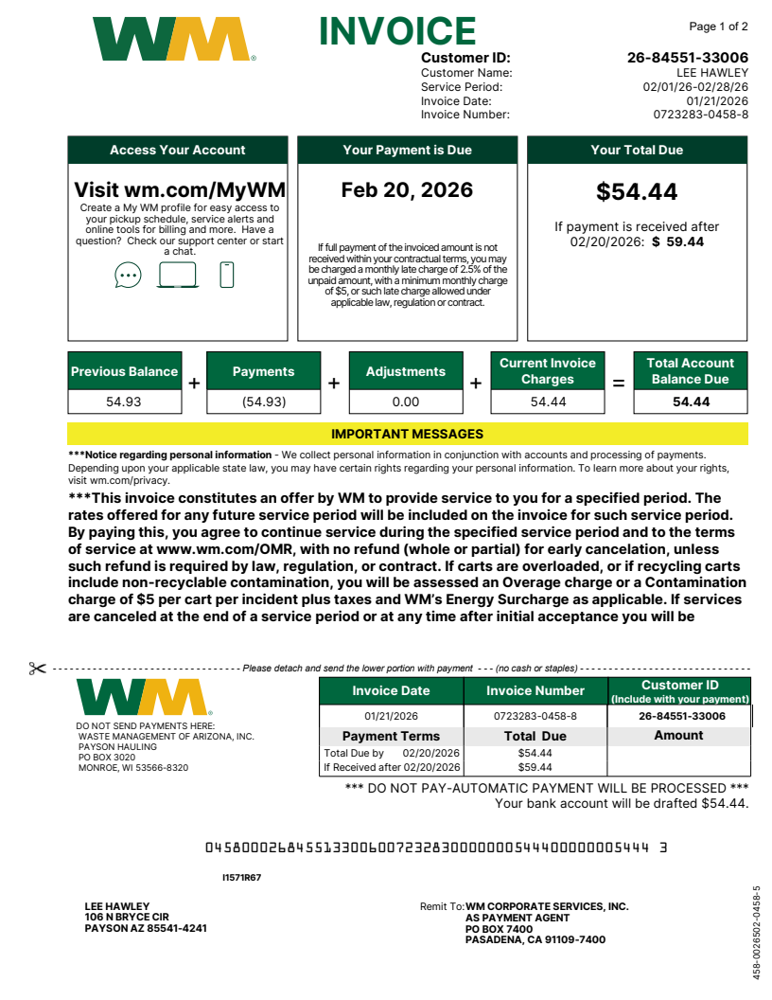 WM
INVOICE
Page 1 of 2
Customer ID: 26-84551-33006
Customer Name: LEE HAWLEY
Service Period: 02/01/26-02/28/26
Invoice Date: 01/21/2026
Invoice Number: 0723283-0458-8
Access Your Account
Visit wm.com/MyWM
Create a My WM profile for easy access to
your pickup schedule, service alerts and
online tools for billing and more. Have a
question? Check our support center or start
a chat.
Your Payment is Due
Feb 20, 2026
If full payment of the invoiced amount is not
received within your contractual terms, you may
be charged a monthly late charge of 2.5% of the
unpaid amount, with a minimum monthly charge
of $5, or such late charge allowed under
applicable law, regulation or contract.
Your Total Due
$54.44
If payment is received after
02/20/2026: $ 59.44
Previous Balance
54.93
+
Payments
(54.93)
+
Adjustments
0.00
+
Current Invoice
Charges
54.44
=
Total Account
Balance Due
54.44
IMPORTANT MESSAGES
***Notice regarding personal information - We collect personal information in conjunction with accounts and processing of payments.
Depending upon your applicable state law, you may have certain rights regarding your personal information. To learn more about your rights,
visit wm.com/privacy.
***This invoice constitutes an offer by WM to provide service to you for a specified period. The
rates offered for any future service period will be included on the invoice for such service period.
By paying this, you agree to continue service during the specified service period and to the terms
of service at www.wm.com/OMR, with no refund (whole or partial) for early cancelation, unless
such refund is required by law, regulation, or contract. If carts are overloaded, or if recycling carts
include non-recyclable contamination, you will be assessed an Overage charge or a Contamination
charge of $5 per cart per incident plus taxes and WM's Energy Surcharge as applicable. If services
are canceled at the end of a service period or at any time after initial acceptance you will be
Please detach and send the lower portion with payment --- (no cash or staples)
WM
DO NOT SEND PAYMENTS HERE:
WASTE MANAGEMENT OF ARIZONA, INC.
PAYSON HAULING
PO BOX 3020
MONROE, WI 53566-8320
Invoice Date Invoice Number Customer ID
(Include with your payment)
01/21/2026 0723283-0458-8 26-84551-33006
Payment Terms Total Due Amount
Total Due by 02/20/2026 $54.44
If Received after 02/20/2026 $59.44
*** DO NOT PAY-AUTOMATIC PAYMENT WILL BE PROCESSED ***
Your bank account will be drafted $54.44.
04580002684551330060072328300000000544400000005444 3
I1571R67
LEE HAWLEY
106 N BRYCE CIR
PAYSON AZ 85541-4241
Remit To: WM CORPORATE SERVICES, INC.
AS PAYMENT AGENT
PO BOX 7400
PASADENA, CA 91109-7400
458-0026502-0458-5